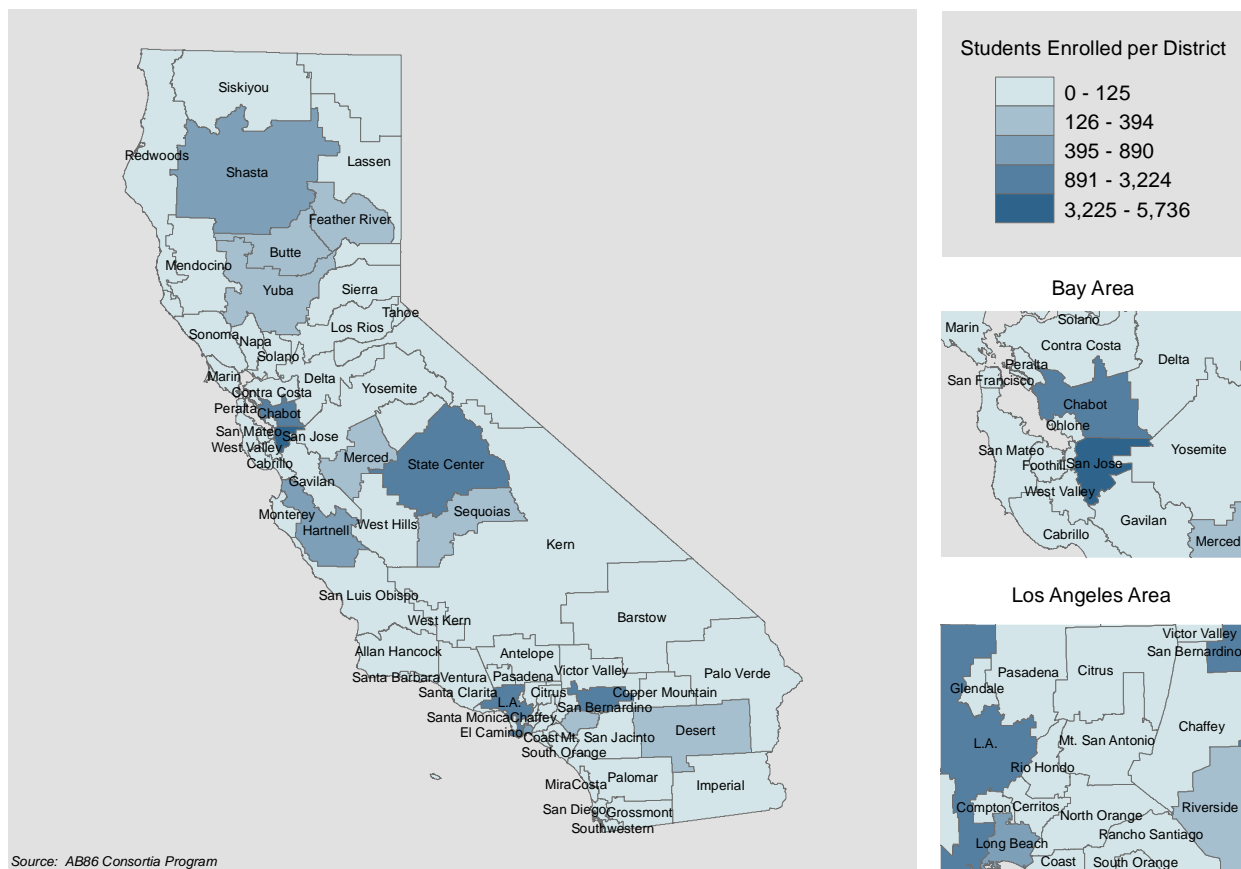 Siskiyou
Redwoods
Lassen
Shasta
Feather River
Butte
Mendocino
Yuba
Sierra
Tahoe
Los Rios
Sonoma
Napa
Solano
Marin
Delta
Yosemite
Contra Costa
Peralta
Chabot
San Mateo
San Jose
West Valley
Merced
Cabrillo
State Center
Gavilan
Monterey
Sequoias
Hartnell
West Hills
Kern
San Luis Obispo
West Kern
Barstow
Allan Hancock
Antelope
Victor Valley
Palo Verde
Santa Barbara
Ventura
Pasadena
Santa Clarita
Citrus
Copper Mountain
L.A.
San Bernardino
Santa Monica
Chaffey
El Camino
Coast
Mt. San Jacinto
Desert
South Orange
MiraCosta
Palomar
Imperial
San Diego
Grossmont
Southwestern
Source: AB86 Consortia Program
Students Enrolled per District
0 - 125
126 - 394
395 - 890
891 - 3,224
3,225 - 5,736
Bay Area
Marin
Solano
Contra Costa
Delta
Peralta
San Francisco
Chabot
Ohlone
San Mateo
Foothill
San Jose
Yosemite
West Valley
Gavilan
Cabrillo
Merced
Los Angeles Area
Victor Valley
San Bernardino
Pasadena
Citrus
Glendale
Chaffey
L.A.
Mt. San Antonio
Rio Hondo
Compton
Cerritos
North Orange
Riverside
Rancho Santiago
Long Beach
Coast
South Orange